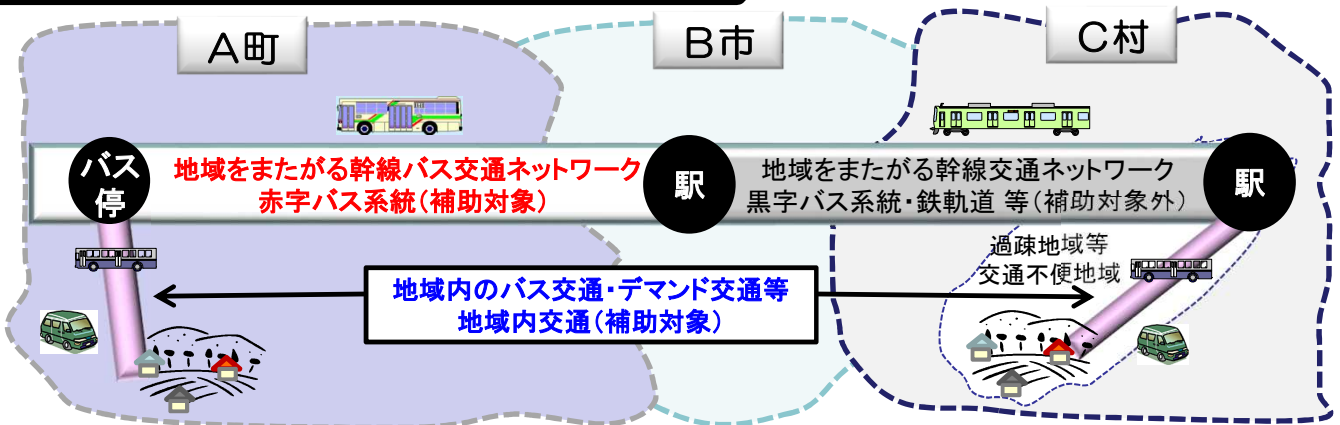 A町
B市
C村
バス
停
地域をまたがる幹線バス交通ネットワーク
赤字バス系統(補助対象)
駅
地域をまたがる幹線交通ネットワーク
黒字バス系統・鉄軌道 等(補助対象外)
駅
過疎地域等
交通不便地域
地域内のバス交通・デマンド交通等
地域内交通(補助対象)